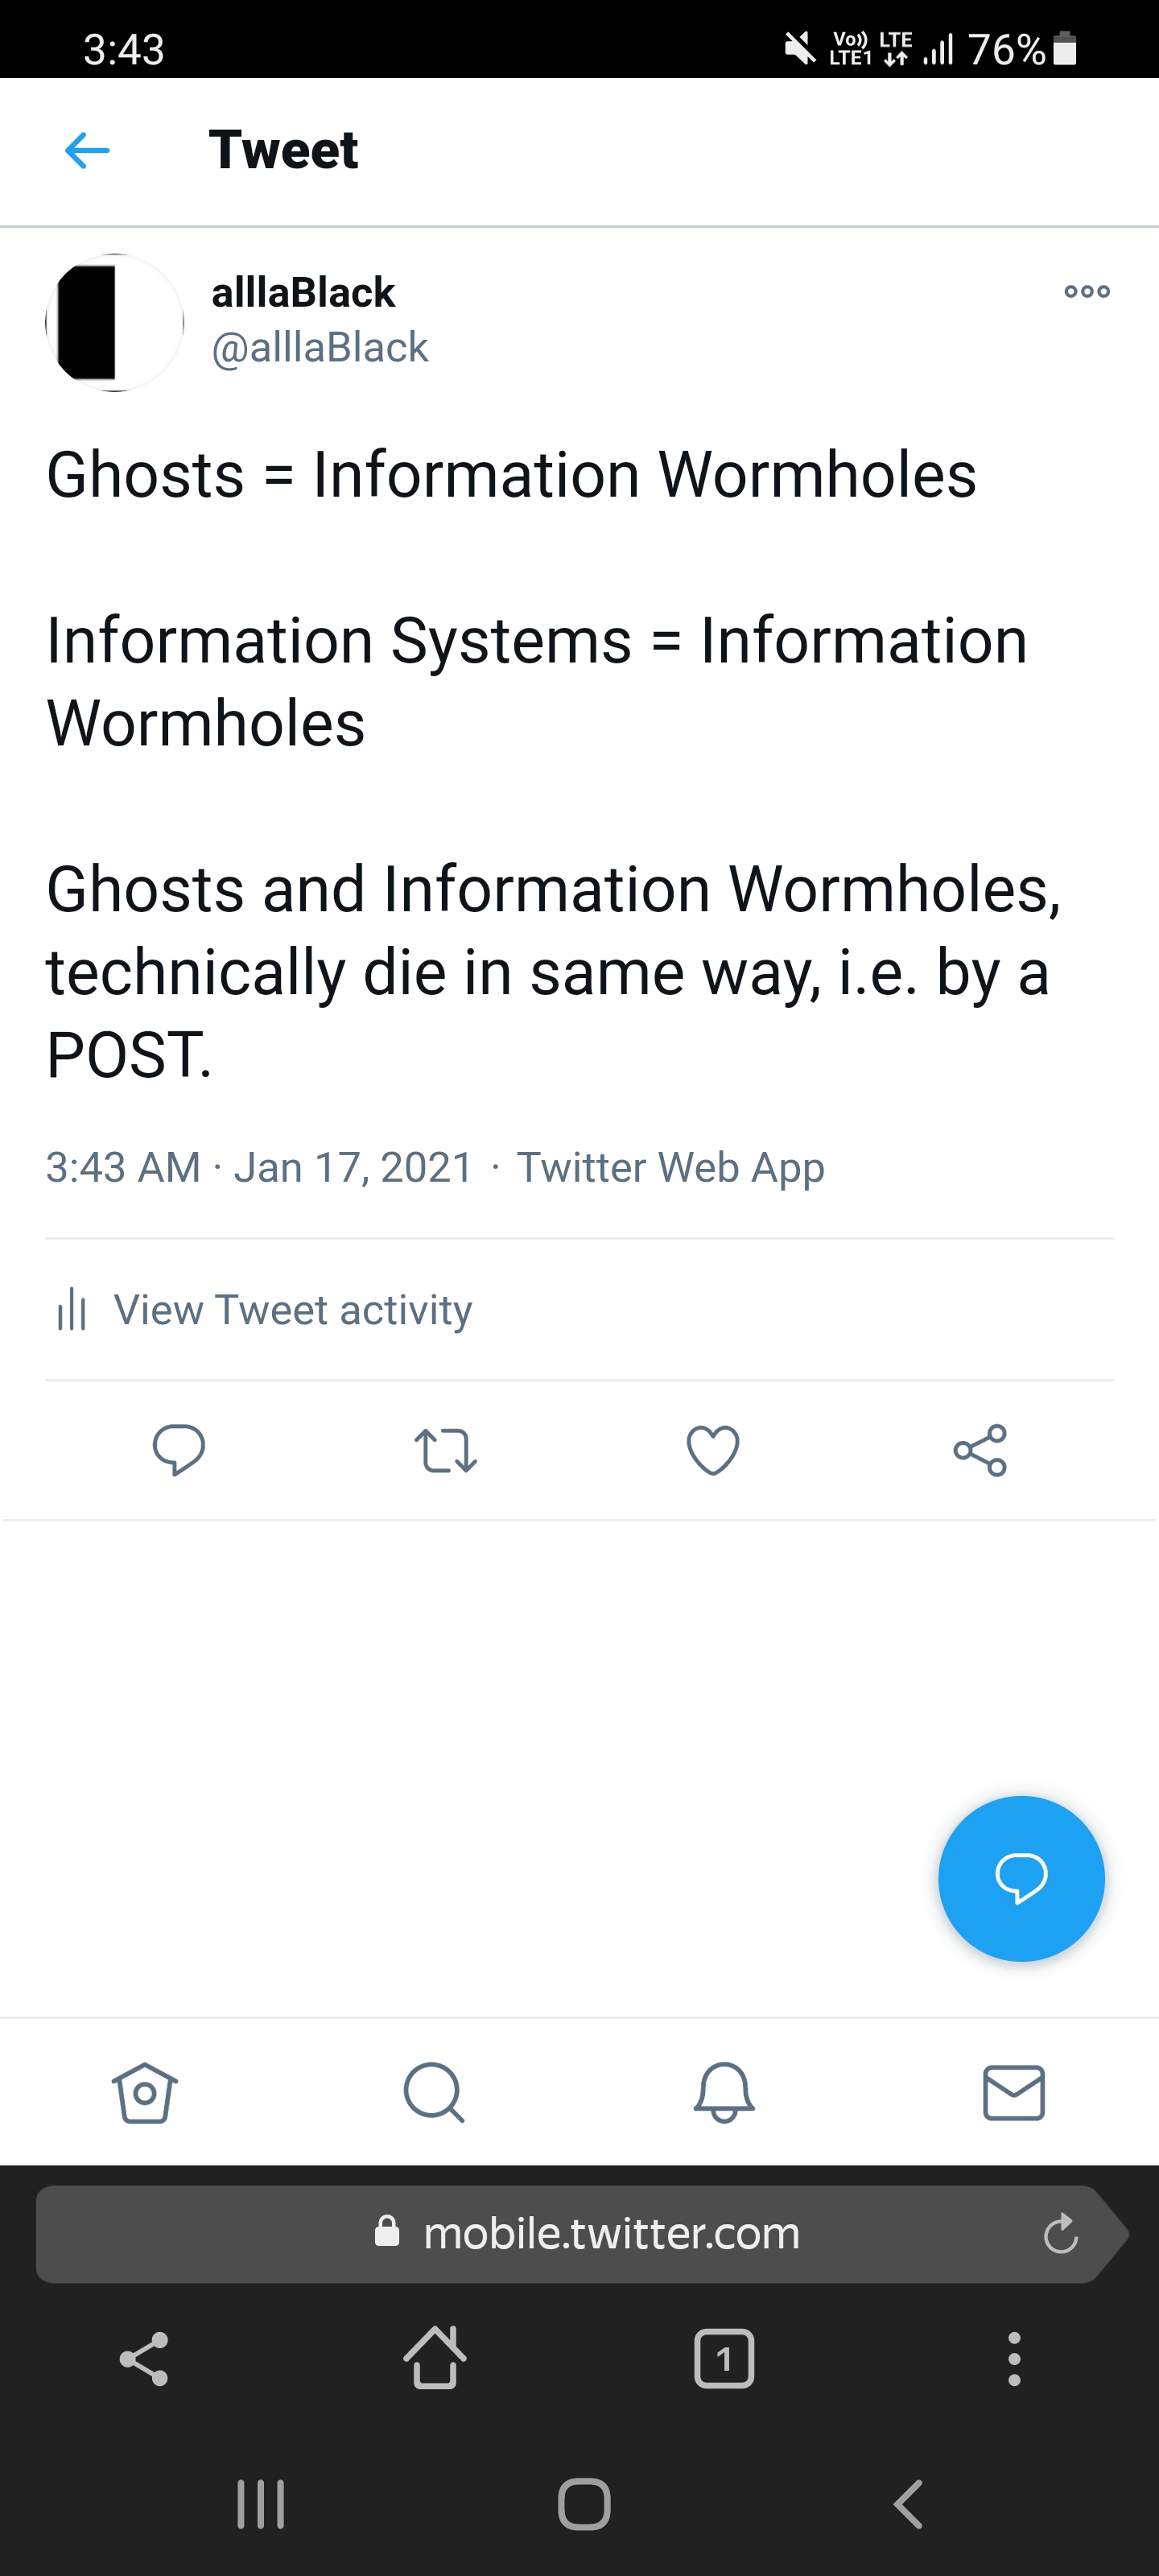 3:43
Vo)) LTE1 LTE 76%
Tweet
alllaBlack
@alllaBlack
Ghosts = Information Wormholes
Information Systems = Information
Wormholes
Ghosts and Information Wormholes,
technically die in same way, i.e. by a
POST.
3:43 AM · Jan 17, 2021 · Twitter Web App
View Tweet activity
mobile.twitter.com
1